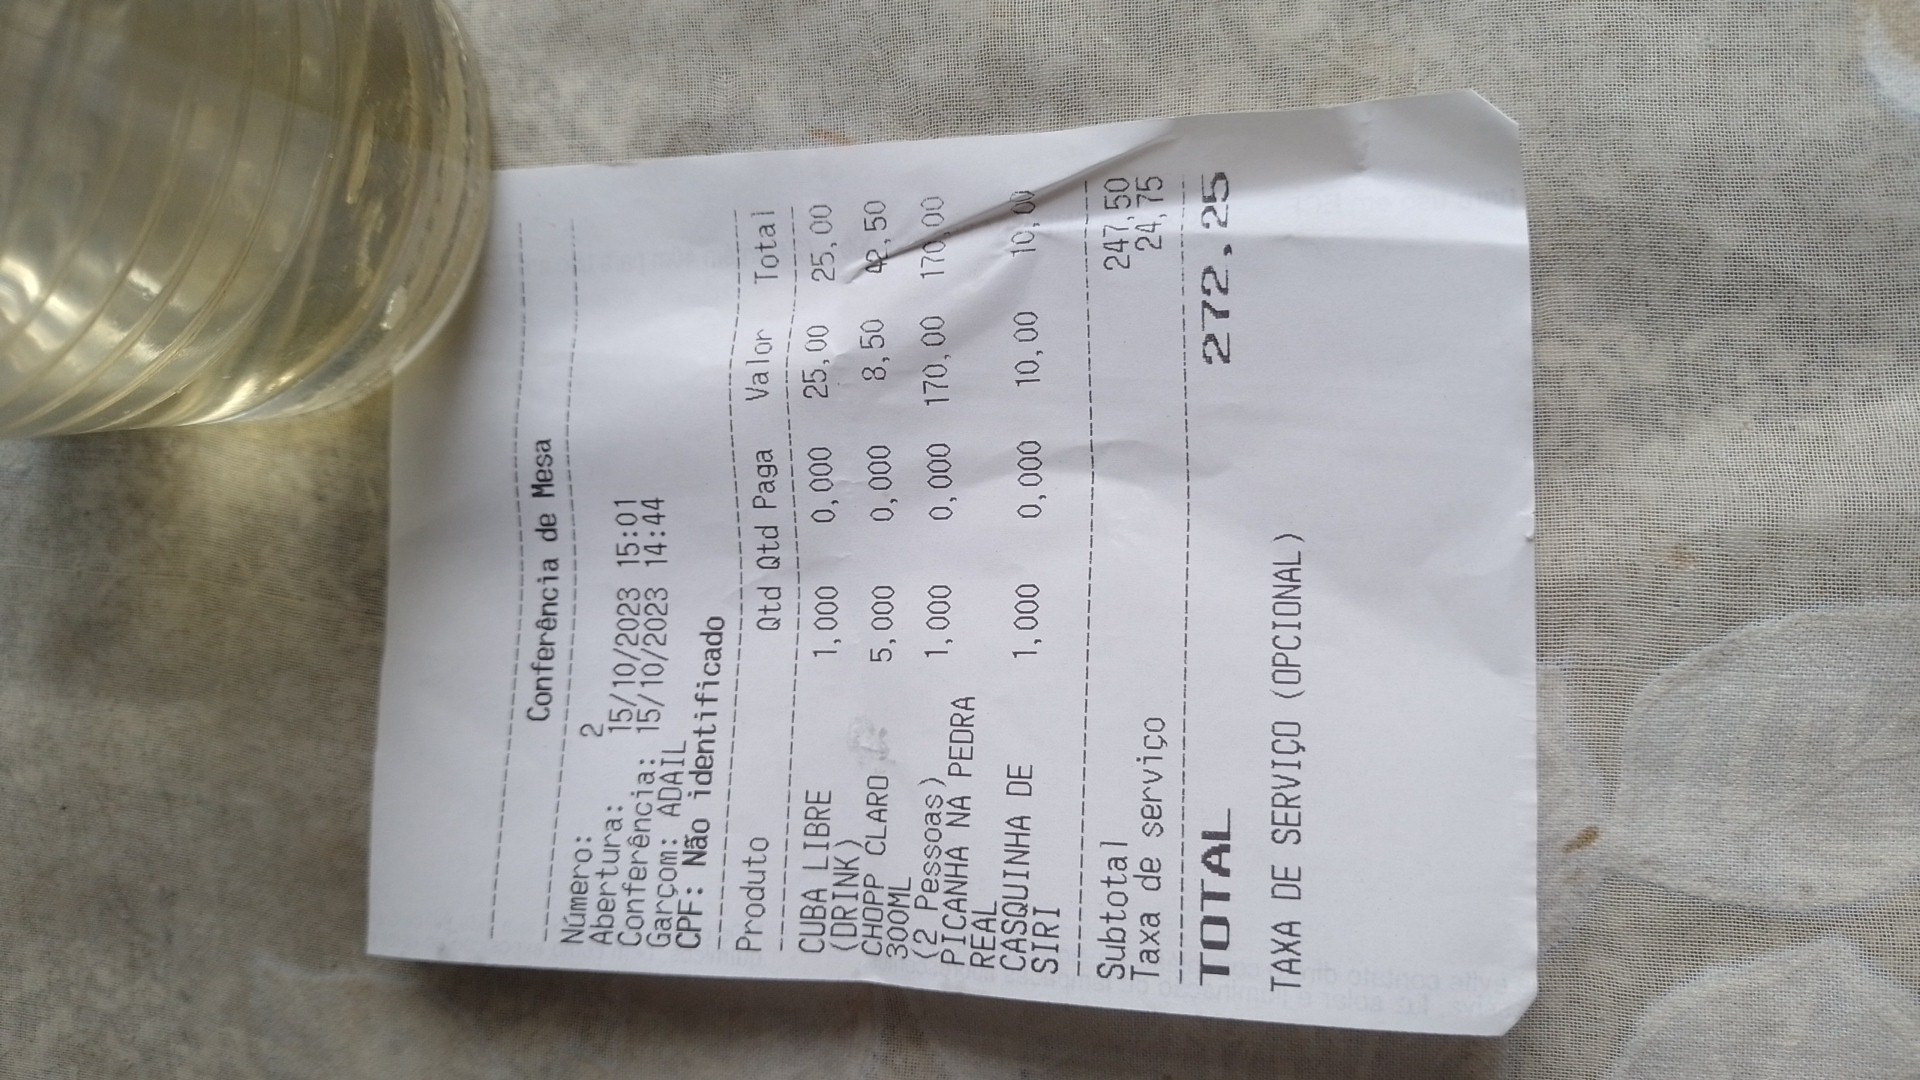 Conferência de Mesa
Número: 2
Abertura: 15/10/2023 15:01
Conferência: 15/10/2023 14:44
Garçom: ADAIL
CPF: Não identificado
Produto Qtd Qtd Paga Valor Total
CUBA LIBRE 1,000 0,000 25,00 25,00
(DRINK)
CHOPP CLARO 5,000 0,000 8,50 42,50
300ML
(2 Pessoas) 1,000 0,000 170,00 170,00
PICANHA NA PEDRA
REAL
CASQUINHA DE 1,000 0,000 10,00 10,00
SIRI
Subtotal 247,50
Taxa de serviço 24,75
TOTAL 272,25
TAXA DE SERVIÇO (OPCIONAL)